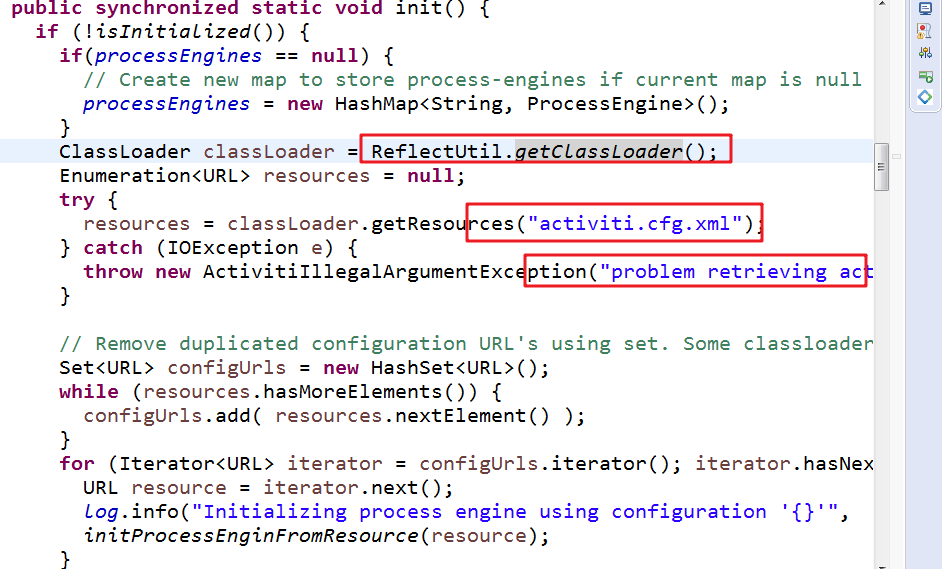 public synchronized static void init() {
if (!isInitialized()) {
if(processEngines == null) {
// Create new map to store process-engines if current map is null
processEngines = new HashMap<String, ProcessEngine>();
}
ClassLoader classLoader = ReflectUtil.getClassLoader();
Enumeration<URL> resources = null;
try {
resources = classLoader.getResources("activiti.cfg.xml");
} catch (IOException e) {
throw new ActivitiIllegalArgumentException("problem retrieving act
}
// Remove duplicated configuration URL's using set. Some classloader
Set<URL> configUrls = new HashSet<URL>();
while (resources.hasMoreElements()) {
configUrls.add( resources.nextElement() );
}
for (Iterator<URL> iterator = configUrls.iterator(); iterator.hasNex
URL resource = iterator.next();
log.info("Initializing process engine using configuration '{}'",
initProcessEnginFromResource(resource);
}